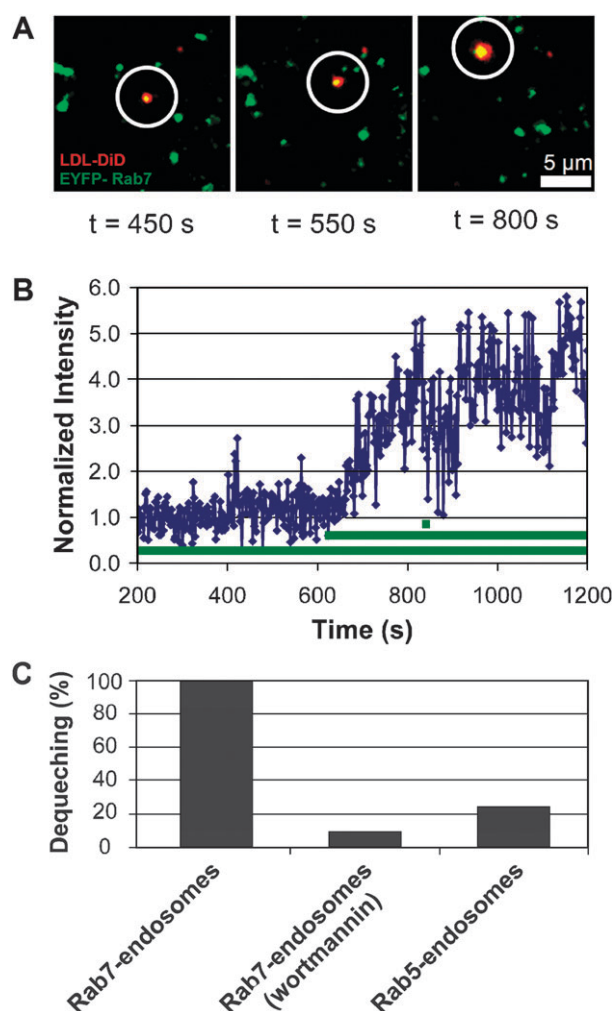 A
LDL-DiD
EYFP- Rab7
5 µm
t = 450 s
t = 550 s
t = 800 s
B
Normalized Intensity
6.0
5.0
4.0
3.0
2.0
1.0
0.0
200
400
600
800
1000
1200
Time (s)
C
Dequeching (%)
100
80
60
40
20
0
Rab7-endosomes
Rab7-endosomes
(wortmannin)
Rab5-endosomes